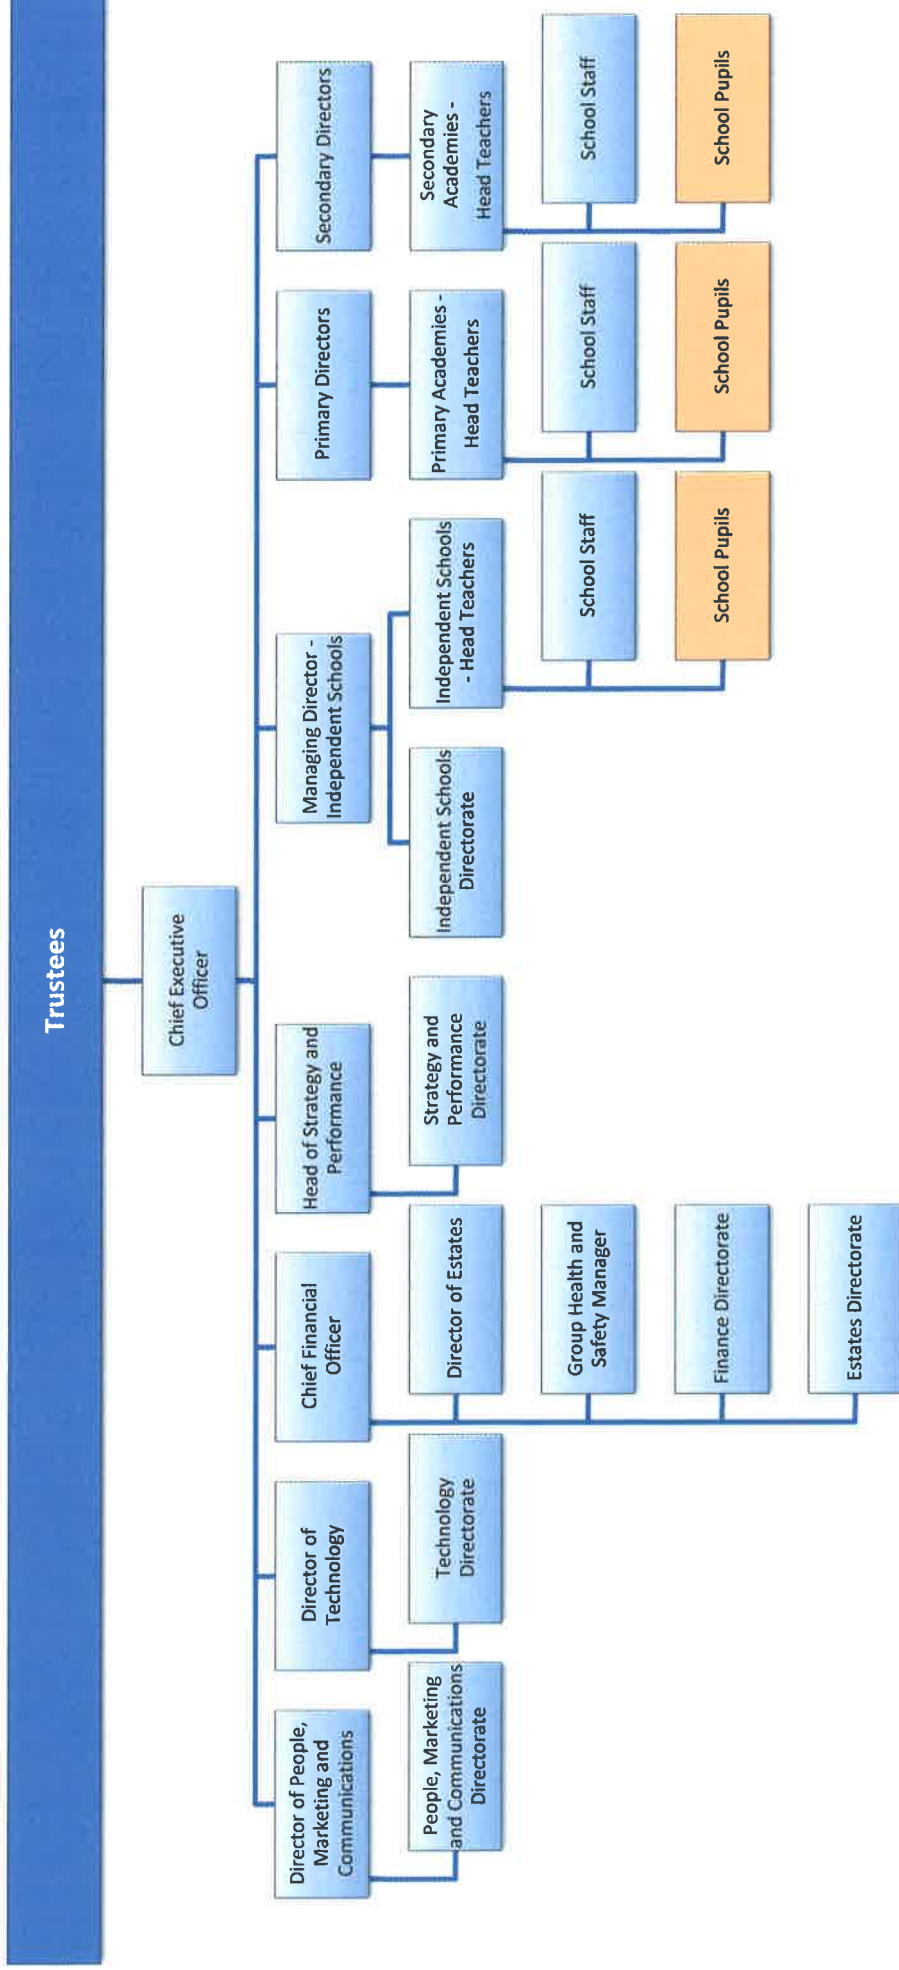 Trustees
Chief Executive
Officer
Director of People,
Marketing and
Communications
People, Marketing
and Communications
Directorate
Director of
Technology
Technology
Directorate
Chief Financial
Officer
Director of Estates
Group Health and
Safety Manager
Finance Directorate
Estates Directorate
Head of Strategy and
Performance
Strategy and
Performance
Directorate
Managing Director -
Independent Schools
Independent Schools
Directorate
Independent Schools
- Head Teachers
School Staff
School Pupils
Primary Directors
Primary Academies -
Head Teachers
School Staff
School Pupils
Secondary Directors
Secondary
Academies -
Head Teachers
School Staff
School Pupils